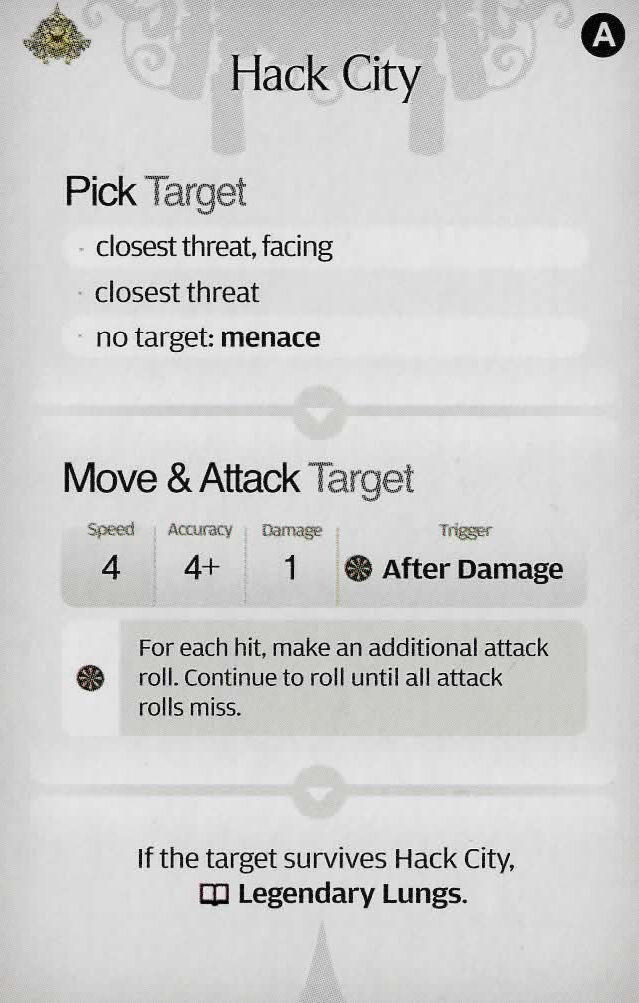 A
Hack City
Pick Target
· closest threat, facing
· closest threat
· no target: menace
Move & Attack Target
Speed Accuracy Damage Trigger
4 4+ 1 After Damage
For each hit, make an additional attack
roll. Continue to roll until all attack
rolls miss.
If the target survives Hack City,
Legendary Lungs.